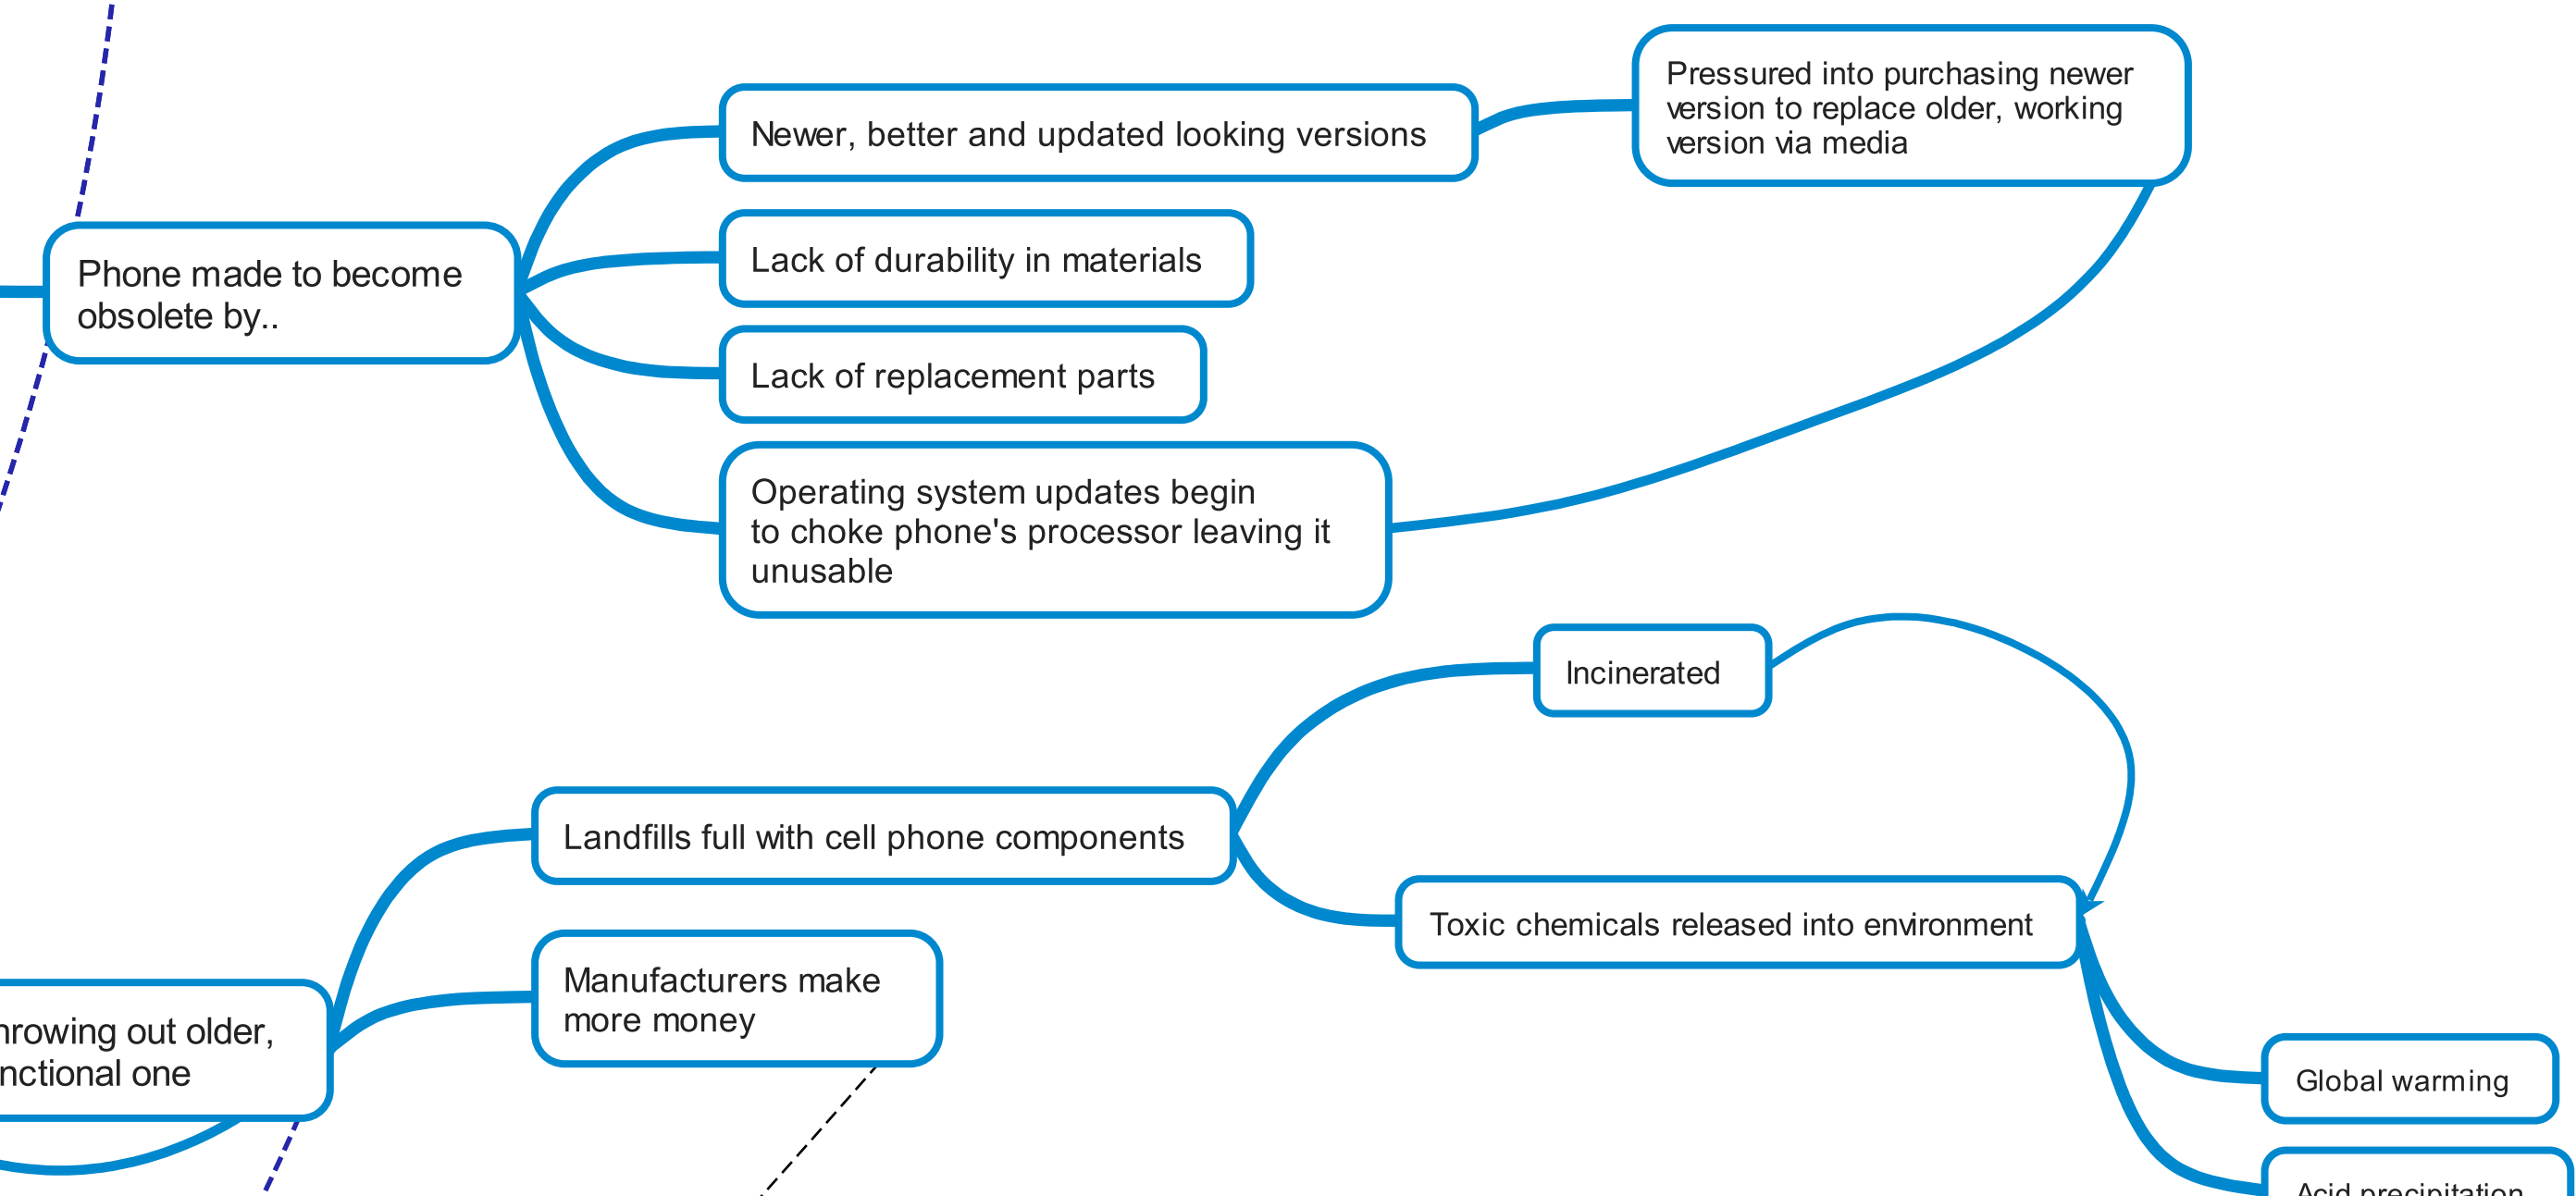 Pressured into purchasing newer
version to replace older, working
version via media
Newer, better and updated looking versions
Lack of durability in materials
Phone made to become
obsolete by..
Lack of replacement parts
Operating system updates begin
to choke phone's processor leaving it
unusable
Incinerated
Landfills full with cell phone components
Toxic chemicals released into environment
Manufacturers make
more money
out older,
one
Global warming
Acid precipitation